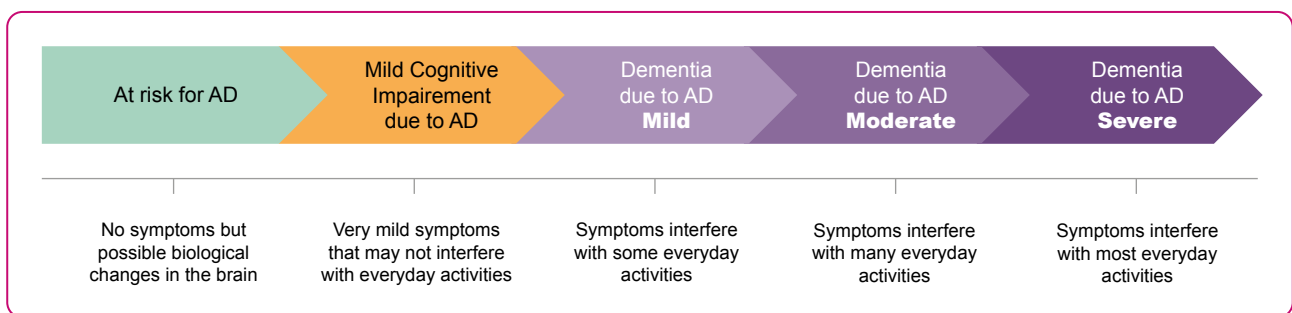 At risk for AD
Mild Cognitive
Impairement
due to AD
Dementia
due to AD
Mild
Dementia
due to AD
Moderate
Dementia
due to AD
Severe
No symptoms but
possible biological
changes in the brain
Very mild symptoms
that may not interfere
with everyday activities
Symptoms interfere
with some everyday
activities
Symptoms interfere
with many everyday
activities
Symptoms interfere
with most everyday
activities